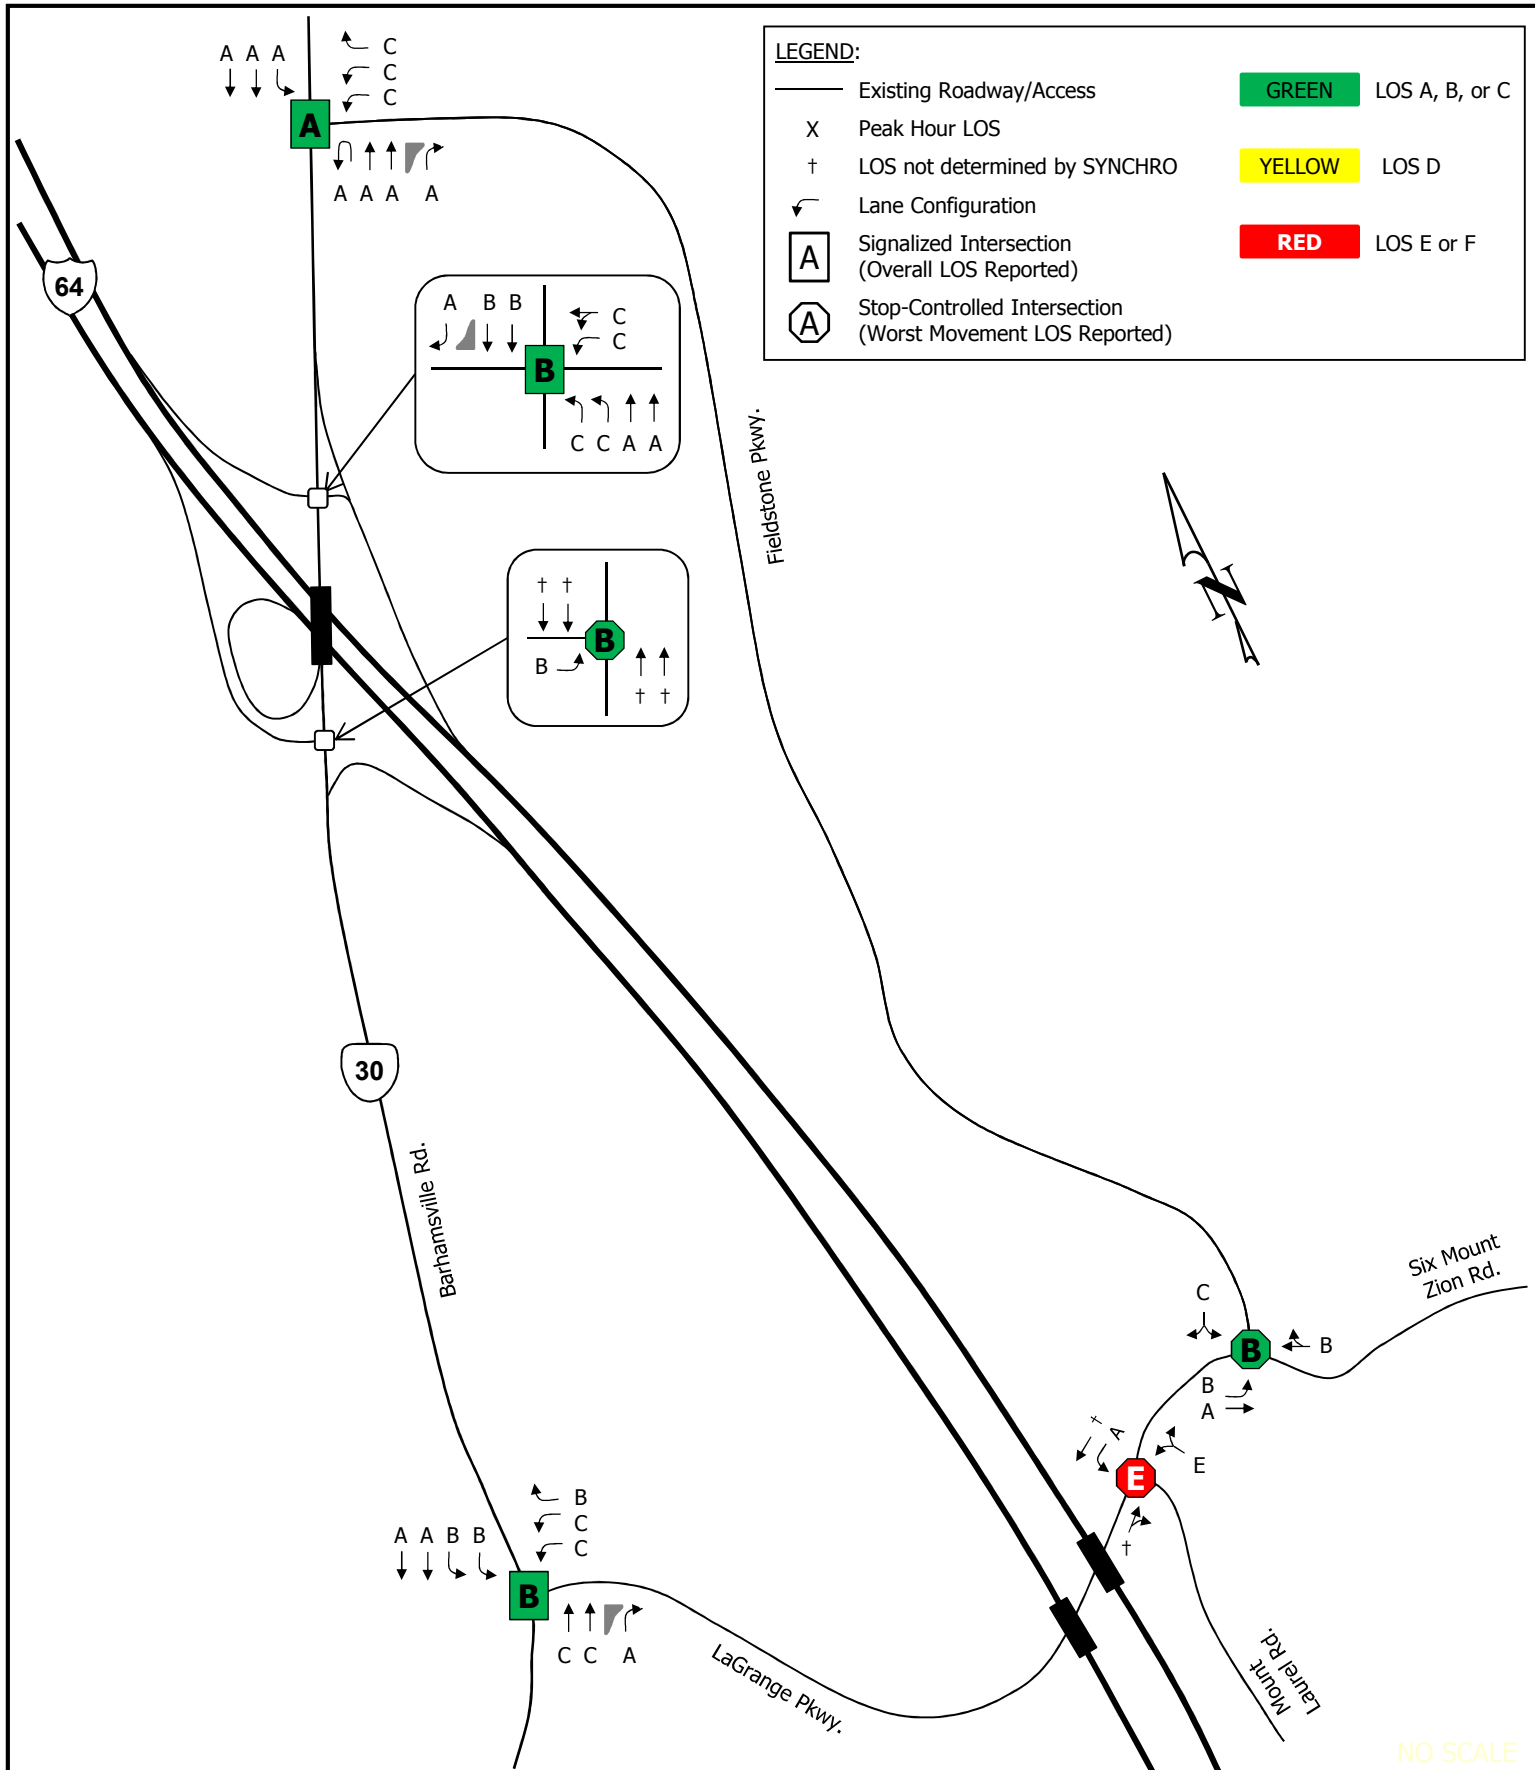 A A A
C
C
C
A
A A A A
64
A B B
C
C
B
C C A A
† †
B
B
† †
LEGEND:
Existing Roadway/Access
X Peak Hour LOS
† LOS not determined by SYNCHRO
Lane Configuration
A Signalized Intersection
(Overall LOS Reported)
A Stop-Controlled Intersection
(Worst Movement LOS Reported)
GREEN LOS A, B, or C
YELLOW LOS D
RED LOS E or F
Fieldstone Pkwy.
N
30
Barhamsville Rd.
Six Mount
Zion Rd.
C
B
B
B
A
† A
E
E
†
B
C
C
A A B B
B
C C A
LaGrange Pkwy.
Mount
Laurel Rd.
NO SCALE